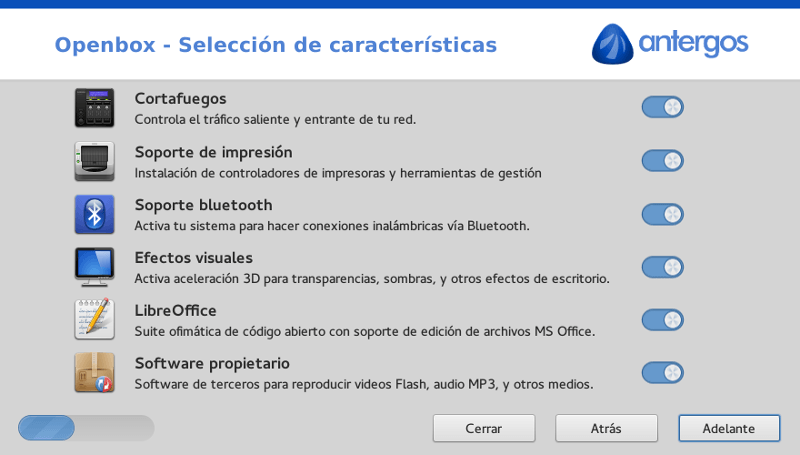 Openbox - Selección de características
antergos
Cortafuegos
Controla el tráfico saliente y entrante de tu red.
Soporte de impresión
Instalación de controladores de impresoras y herramientas de gestión
Soporte bluetooth
Activa tu sistema para hacer conexiones inalámbricas vía Bluetooth.
Efectos visuales
Activa aceleración 3D para transparencias, sombras, y otros efectos de escritorio.
LibreOffice
Suite ofimática de código abierto con soporte de edición de archivos MS Office.
Software propietario
Software de terceros para reproducir videos Flash, audio MP3, y otros medios.
Cerrar
Atrás
Adelante